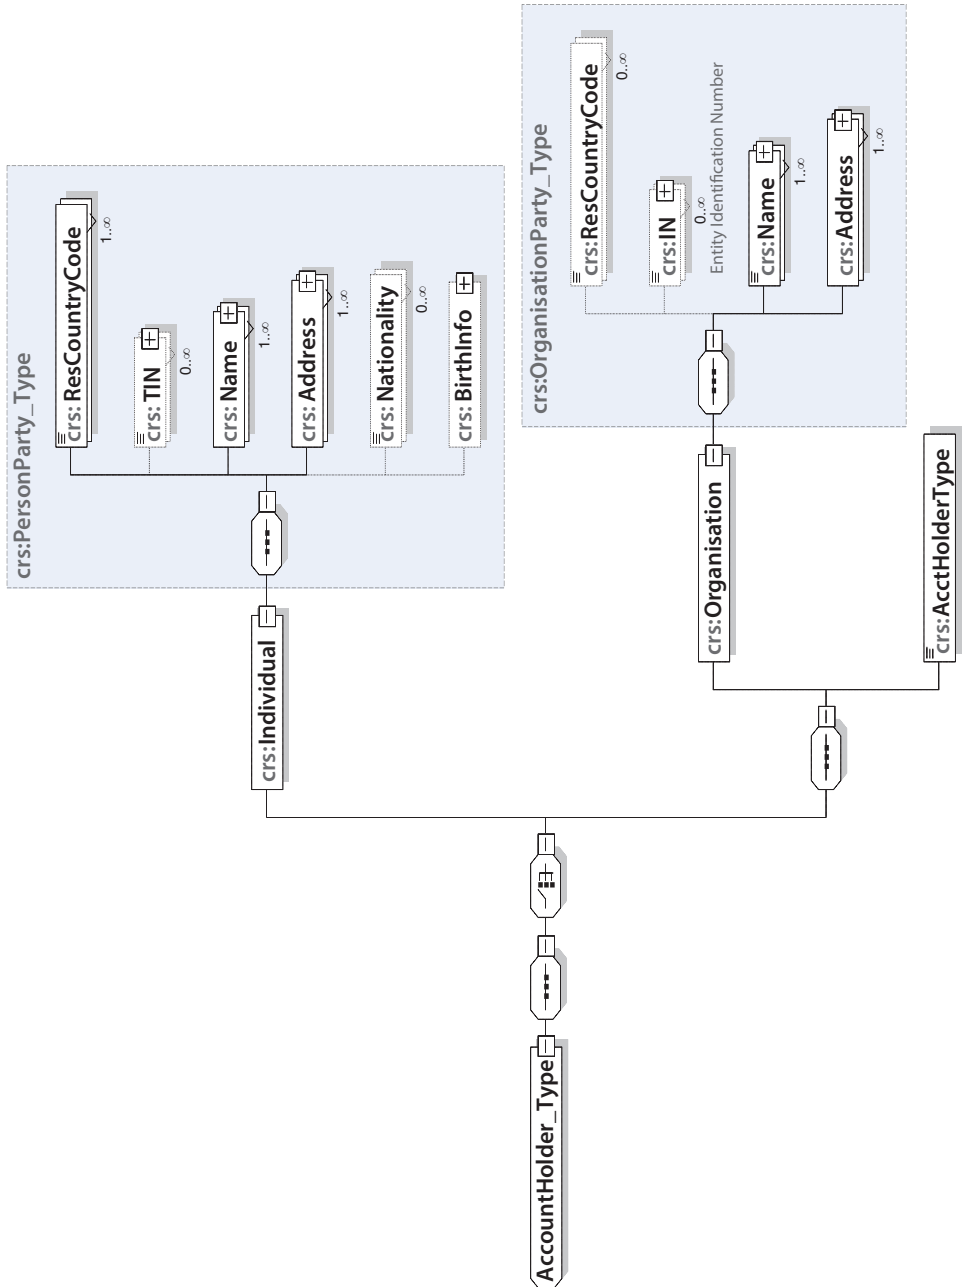 AccountHolder_Type
crs:Individual
crs:PersonParty_Type
crs:ResCountryCode
1..∞
crs:TIN
0..∞
crs:Name
1..∞
crs:Address
1..∞
crs:Nationality
0..∞
crs:BirthInfo
crs:Organisation
crs:OrganisationParty_Type
crs:ResCountryCode
0..∞
crs:IN
0..∞
Entity Identification Number
crs:Name
1..∞
crs:Address
1..∞
crs:AcctHolderType